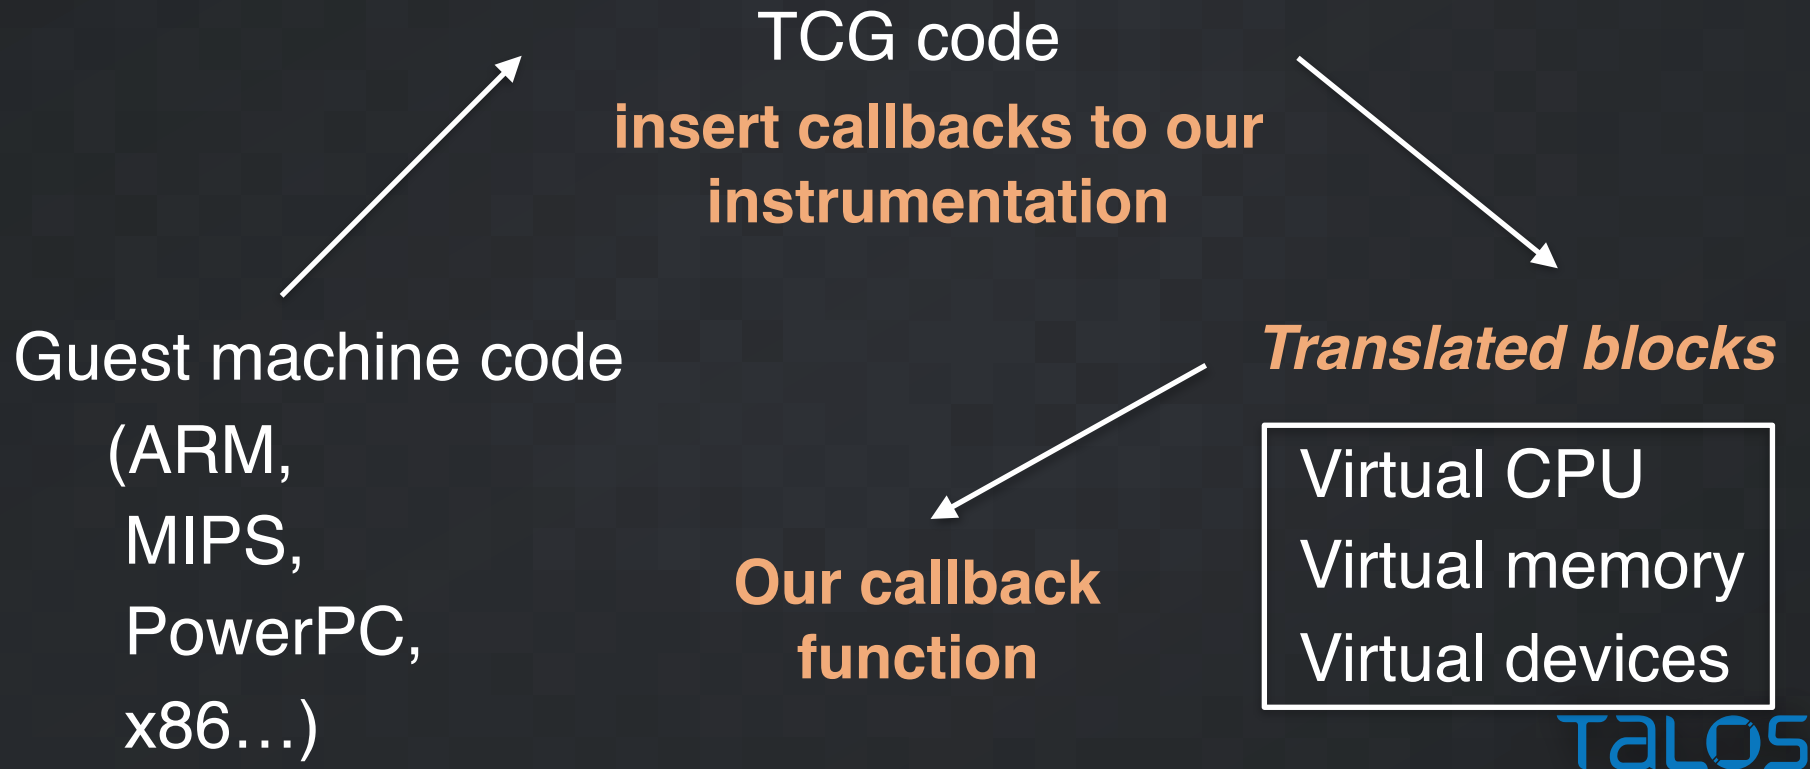 TCG code
insert callbacks to our
instrumentation
Guest machine code
(ARM,
MIPS,
PowerPC,
x86…)
Translated blocks
Virtual CPU
Virtual memory
Virtual devices
Our callback
function
TALOS